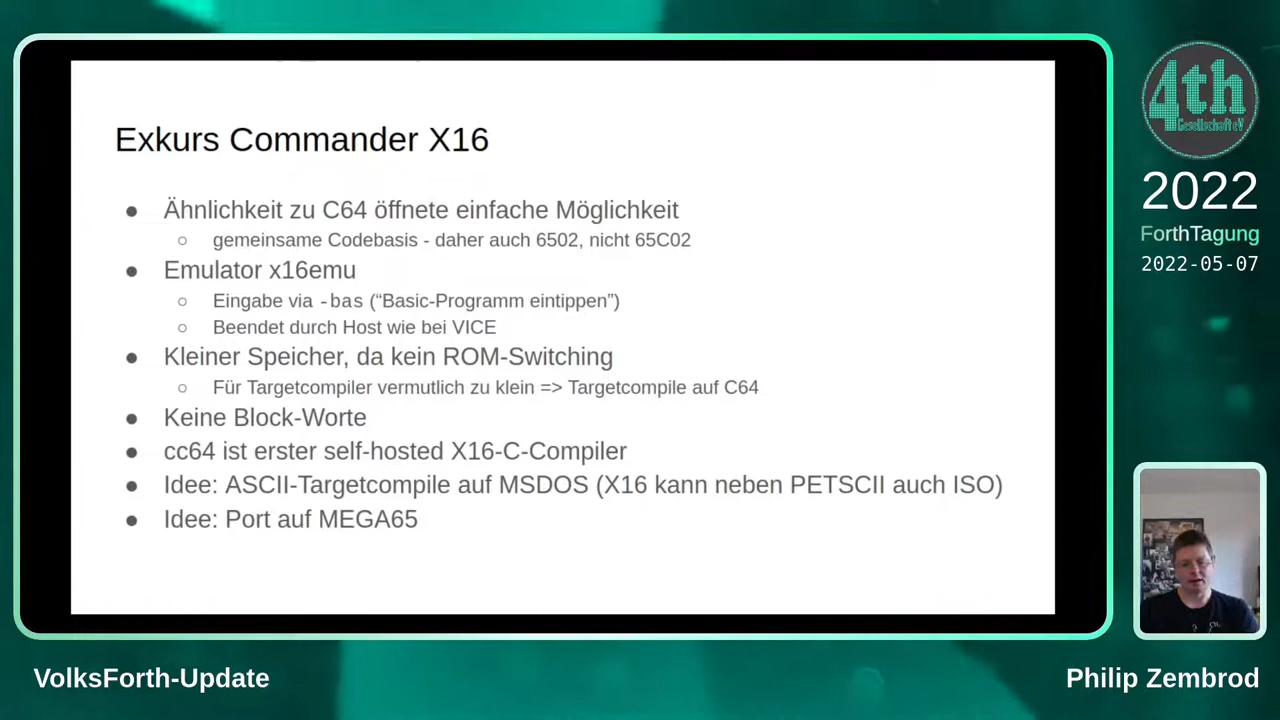 Exkurs Commander X16
● Ähnlichkeit zu C64 öffnete einfache Möglichkeit
○ gemeinsame Codebasis - daher auch 6502, nicht 65C02
● Emulator x16emu
○ Eingabe via -bas (“Basic-Programm eintippen”)
○ Beendet durch Host wie bei VICE
● Kleiner Speicher, da kein ROM-Switching
○ Für Targetcompiler vermutlich zu klein => Targetcompile auf C64
● Keine Block-Worte
● cc64 ist erster self-hosted X16-C-Compiler
● Idee: ASCII-Targetcompile auf MSDOS (X16 kann neben PETSCII auch ISO)
● Idee: Port auf MEGA65
4th
Gesellschaft eV
2022
ForthTagung
2022-05-07
VolksForth-Update
Philip Zembrod